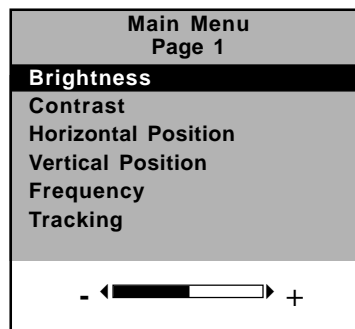 Main Menu
Page 1
Brightness
Contrast
Horizontal Position
Vertical Position
Frequency
Tracking
- +